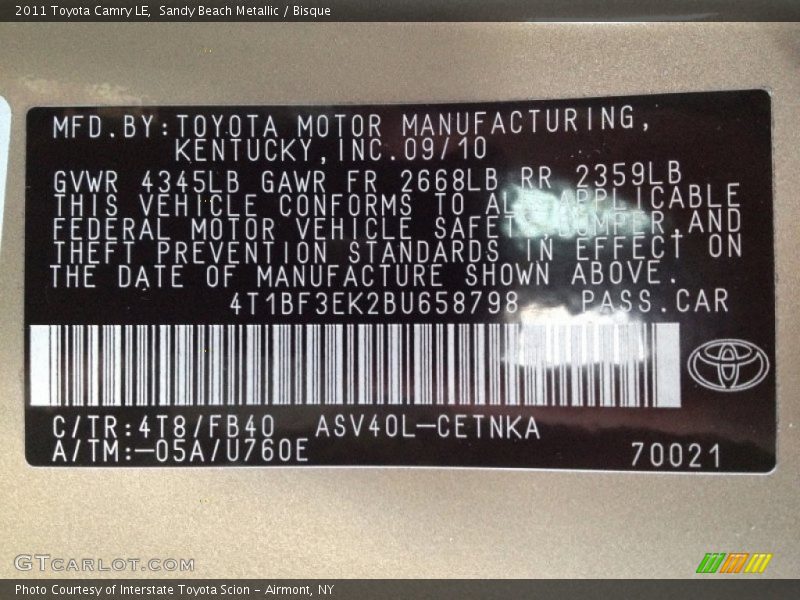 2011 Toyota Camry LE, Sandy Beach Metallic / Bisque
MFD.BY:TOYOTA MOTOR MANUFACTURING,
KENTUCKY,INC.09/10
GVWR 4345LB GAWR FR 2668LB RR 2359LB
THIS VEHICLE CONFORMS TO ALL APPLICABLE
FEDERAL MOTOR VEHICLE SAFETY BUMPER,AND
THEFT PREVENTION STANDARDS IN EFFECT ON
THE DATE OF MANUFACTURE SHOWN ABOVE.
4T1BF3EK2BU658798 PASS.CAR
C/TR:4T8/FB40 ASV40L-CETNKA
A/TM:-05A/U760E
70021
GTCARLOT.COM
Photo Courtesy of Interstate Toyota Scion - Airmont, NY